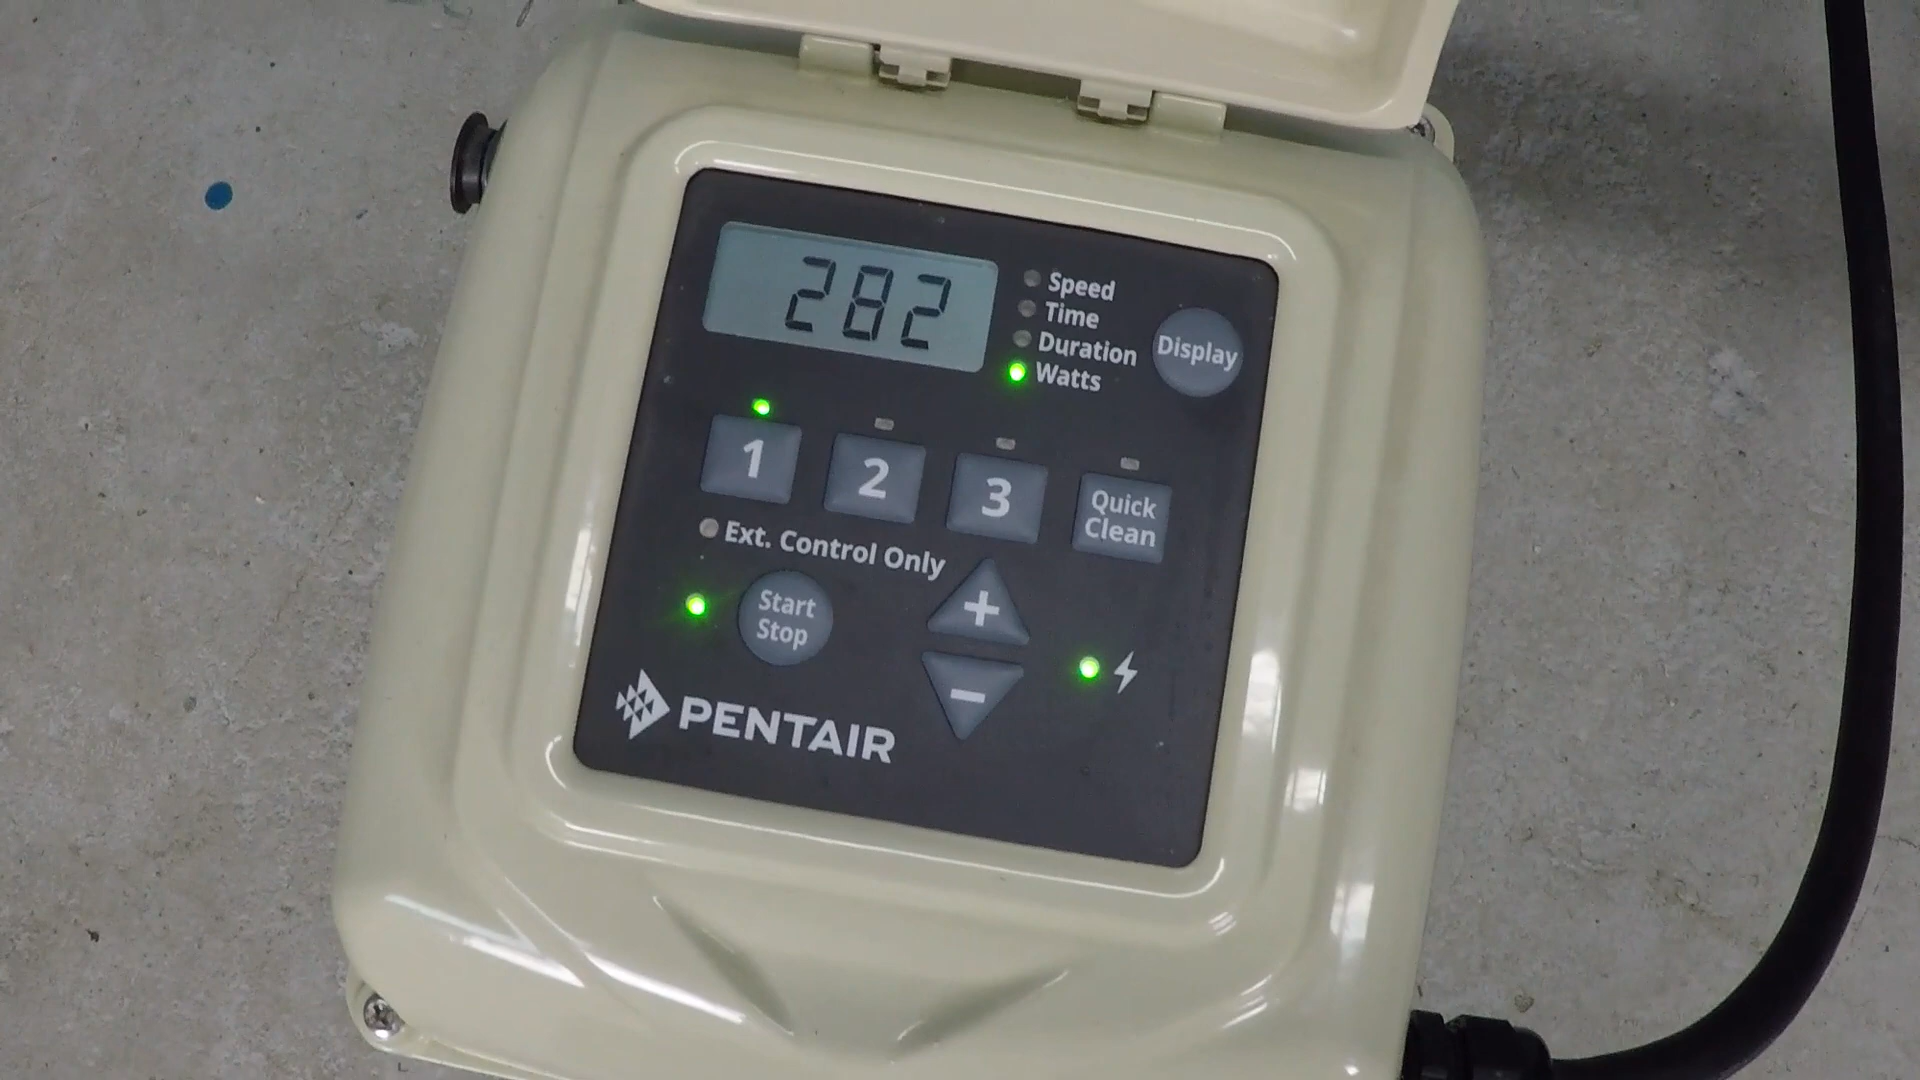 282
Speed
Time
Duration
Watts
Display
1
2
3
Quick
Clean
Ext. Control Only
Start
Stop
+
−
PENTAIR